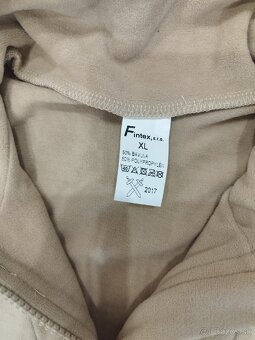 Fintex, s.r.o.
XL
50% BAVLNA
50% POLYPROPYLÉN
2017